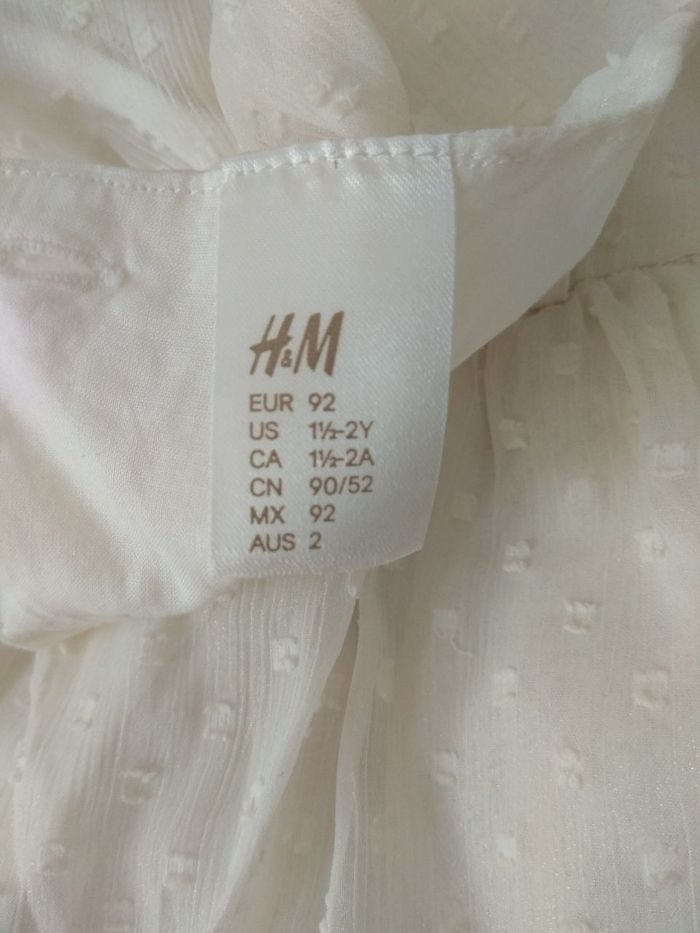 H&M
EUR 92
US 1½-2Y
CA 1½-2A
CN 90/52
MX 92
AUS 2